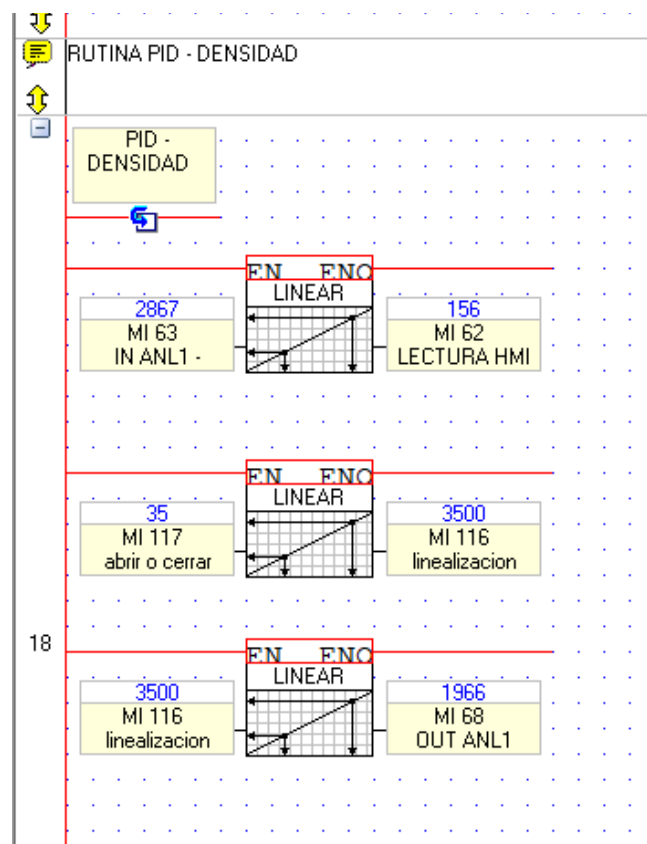 RUTINA PID - DENSIDAD
PID -
DENSIDAD
EN ENO
LINEAR
2867
MI 63
IN ANL1 -
156
MI 62
LECTURA HMI
EN ENO
LINEAR
35
MI 117
abrir o cerrar
3500
MI 116
linealizacion
18
EN ENO
LINEAR
3500
MI 116
linealizacion
1966
MI 68
OUT ANL1